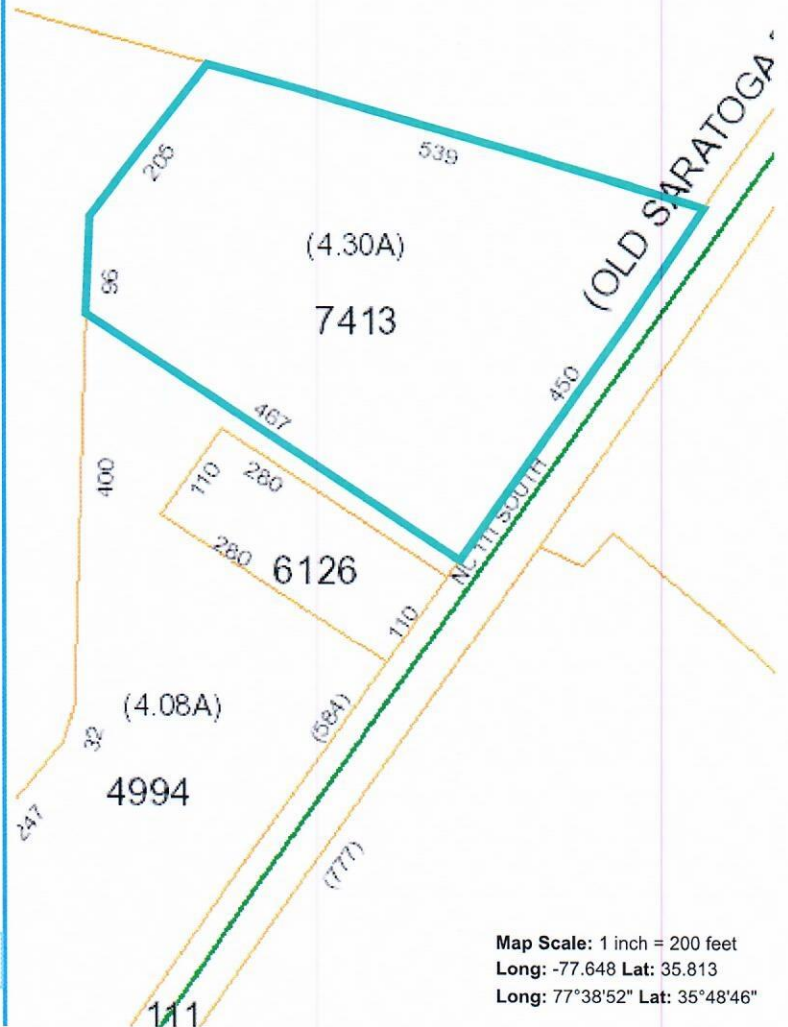 (OLD SARATOGA
205
539
(4.30A)
96
7413
450
467
400
110
280
NC 111 SOUTH
280
6126
110
(4.08A)
(584)
32
4994
247
(777)
Map Scale: 1 inch = 200 feet
Long: -77.648 Lat: 35.813
Long: 77°38'52" Lat: 35°48'46"
111